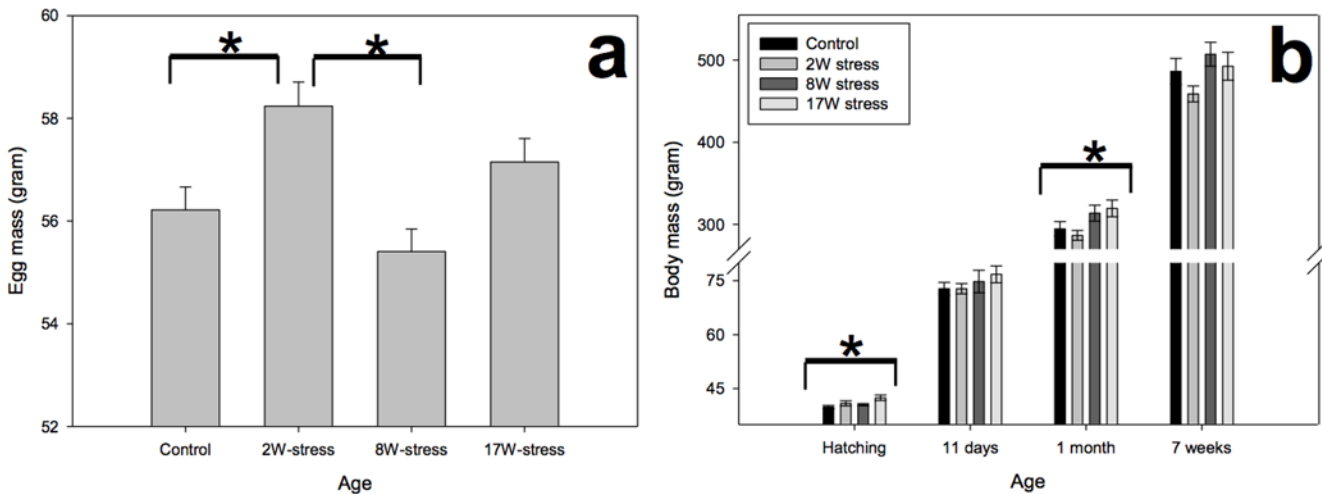 a
*
*
Egg mass (gram)
60
58
56
54
52
Control 2W-stress 8W-stress 17W-stress
Age
b
Control
2W stress
8W stress
17W stress
*
*
Body mass (gram)
500
400
300
75
45
Hatching 11 days 1 month 7 weeks
Age